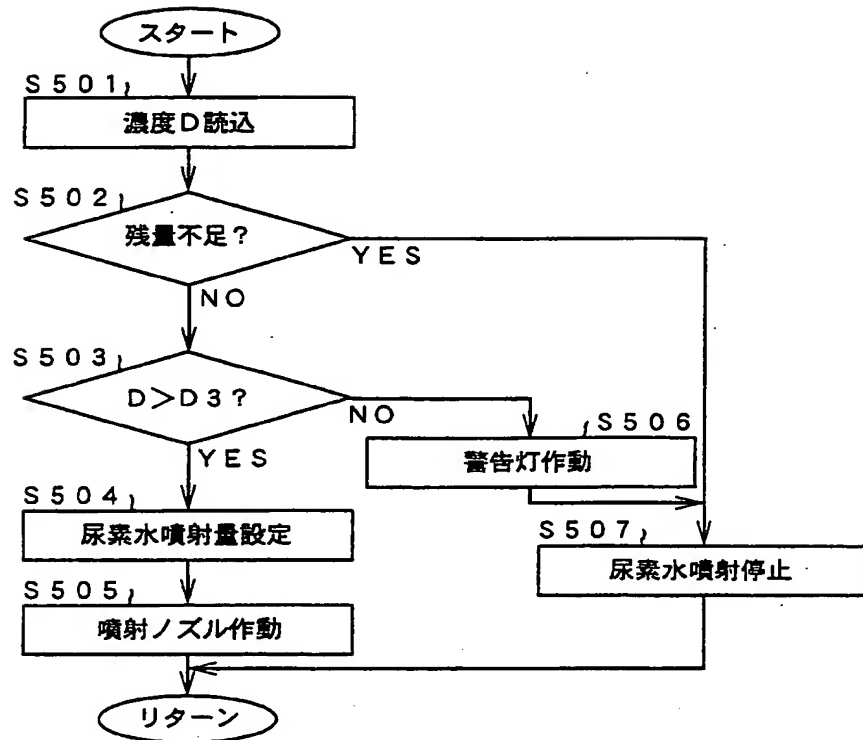 スタート
S501
濃度D読込
S502
残量不足?
YES
NO
S503
D>D3?
NO
YES
S506
警告灯作動
S504
尿素水噴射量設定
S507
尿素水噴射停止
S505
噴射ノズル作動
リターン